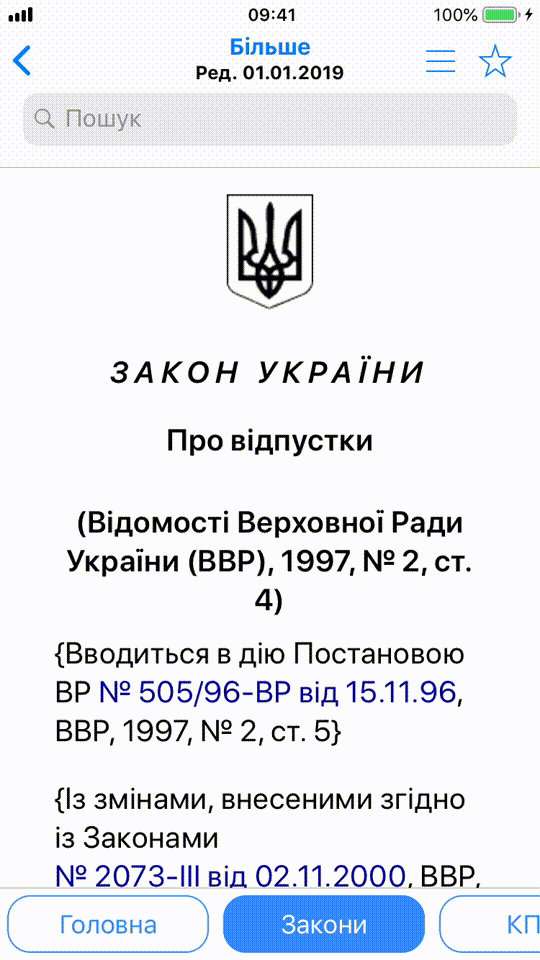 09:41
100%
Більше
Ред. 01.01.2019
Пошук
ЗАКОН УКРАЇНИ
Про відпустки
(Відомості Верховної Ради
України (ВВР), 1997, № 2, ст.
4)
{Вводиться в дію Постановою
ВР № 505/96-ВР від 15.11.96,
ВВР, 1997, № 2, ст. 5}
{Із змінами, внесеними згідно
із Законами
№ 2073-III від 02.11.2000, ВВР,
Головна
Закони
КП